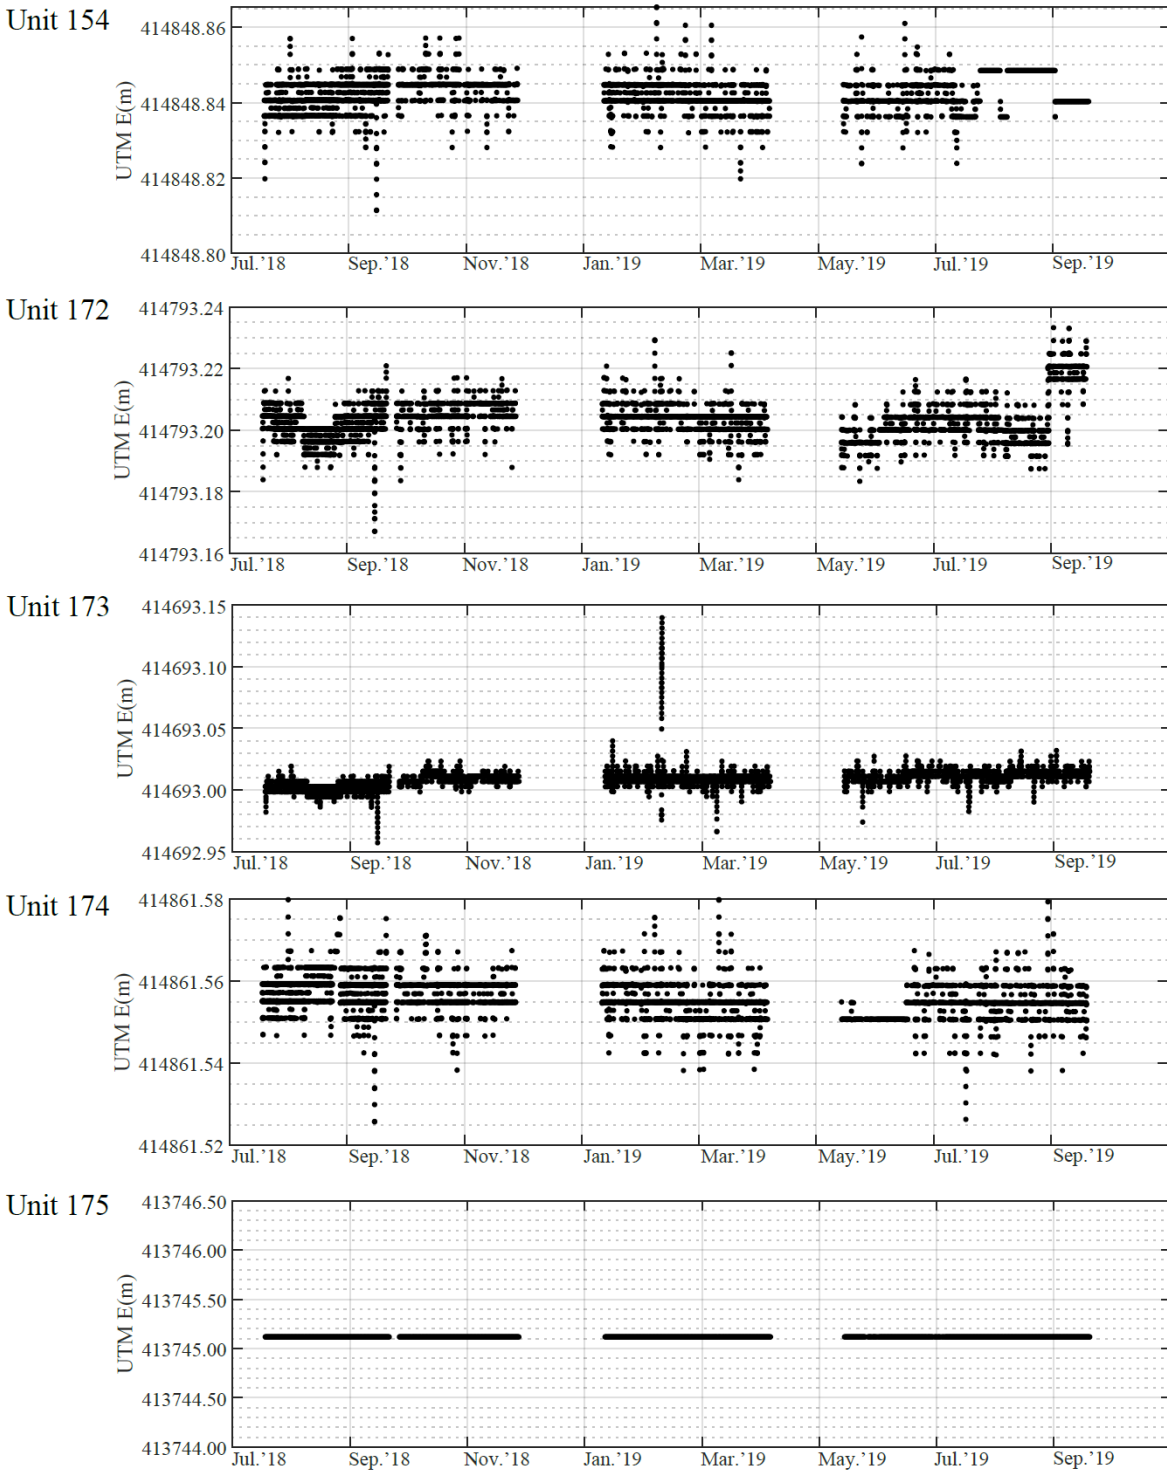 Unit 154
UTM E(m)
414848.86
414848.84
414848.82
414848.80
Jul.'18 Sep.'18 Nov.'18 Jan.'19 Mar.'19 May.'19 Jul.'19 Sep.'19
Unit 172
UTM E(m)
414793.24
414793.22
414793.20
414793.18
414793.16
Jul.'18 Sep.'18 Nov.'18 Jan.'19 Mar.'19 May.'19 Jul.'19 Sep.'19
Unit 173
UTM E(m)
414693.15
414693.10
414693.05
414693.00
414692.95
Jul.'18 Sep.'18 Nov.'18 Jan.'19 Mar.'19 May.'19 Jul.'19 Sep.'19
Unit 174
UTM E(m)
414861.58
414861.56
414861.54
414861.52
Jul.'18 Sep.'18 Nov.'18 Jan.'19 Mar.'19 May.'19 Jul.'19 Sep.'19
Unit 175
UTM E(m)
413746.50
413746.00
413745.50
413745.00
413744.50
413744.00
Jul.'18 Sep.'18 Nov.'18 Jan.'19 Mar.'19 May.'19 Jul.'19 Sep.'19